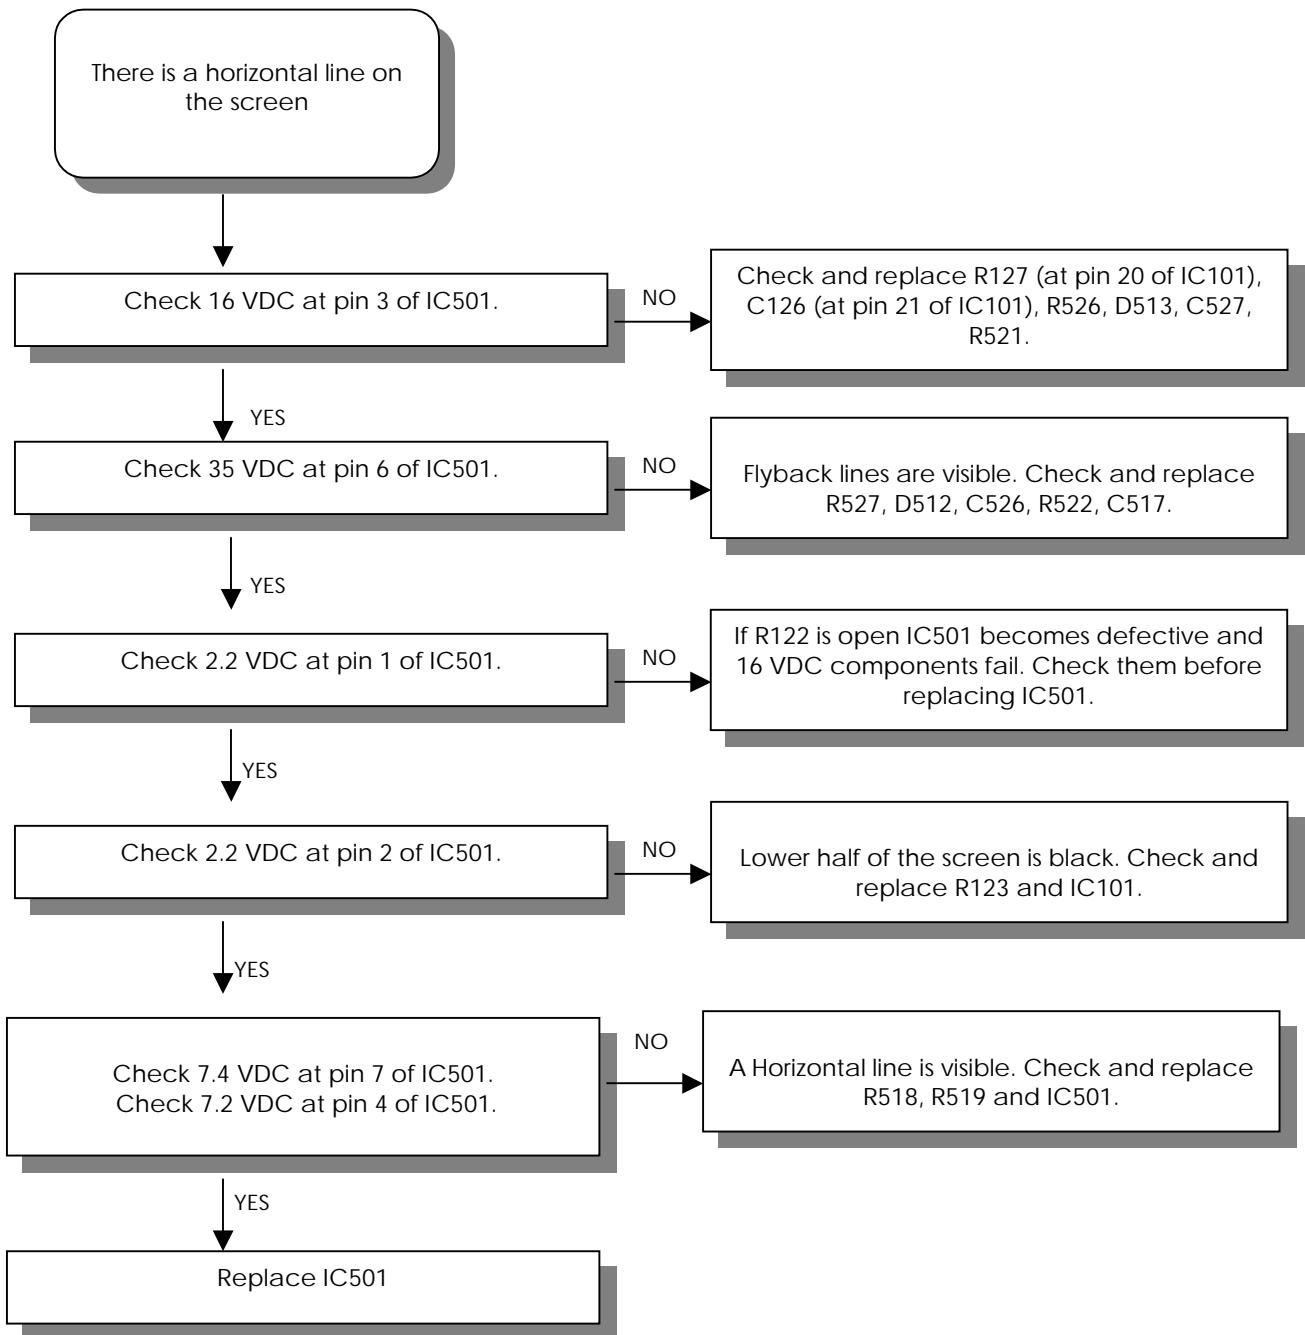 There is a horizontal line on
the screen
Check 16 VDC at pin 3 of IC501.
NO
Check and replace R127 (at pin 20 of IC101),
C126 (at pin 21 of IC101), R526, D513, C527,
R521.
YES
Check 35 VDC at pin 6 of IC501.
NO
Flyback lines are visible. Check and replace
R527, D512, C526, R522, C517.
YES
Check 2.2 VDC at pin 1 of IC501.
NO
If R122 is open IC501 becomes defective and
16 VDC components fail. Check them before
replacing IC501.
YES
Check 2.2 VDC at pin 2 of IC501.
NO
Lower half of the screen is black. Check and
replace R123 and IC101.
YES
Check 7.4 VDC at pin 7 of IC501.
Check 7.2 VDC at pin 4 of IC501.
NO
A Horizontal line is visible. Check and replace
R518, R519 and IC501.
YES
Replace IC501